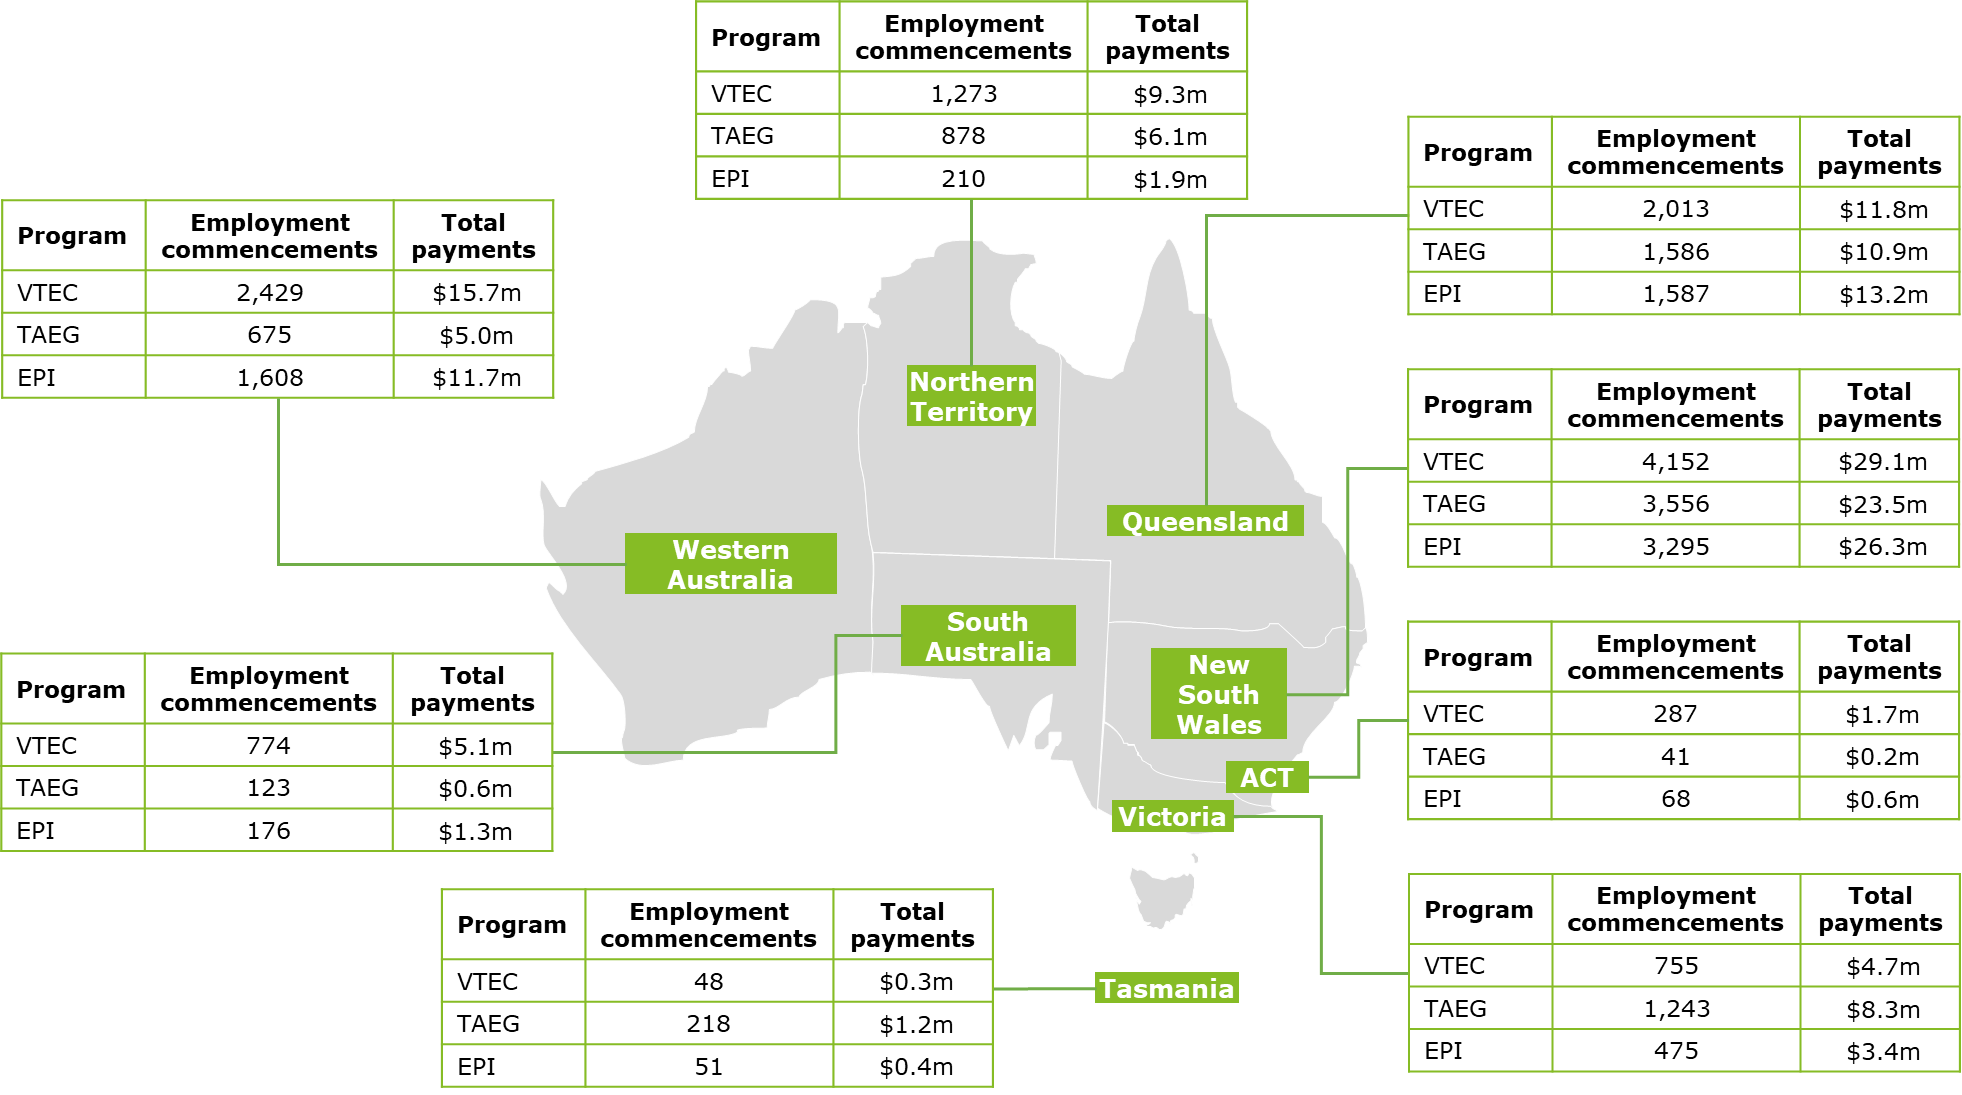 Program Employment commencements Total payments
VTEC 1,273 $9.3m
TAEG 878 $6.1m
EPI 210 $1.9m
Program Employment commencements Total payments
VTEC 2,013 $11.8m
TAEG 1,586 $10.9m
EPI 1,587 $13.2m
Program Employment commencements Total payments
VTEC 2,429 $15.7m
TAEG 675 $5.0m
EPI 1,608 $11.7m
Northern
Territory
Program Employment commencements Total payments
VTEC 4,152 $29.1m
TAEG 3,556 $23.5m
EPI 3,295 $26.3m
Queensland
Western
Australia
South
Australia
New
South
Wales
Program Employment commencements Total payments
VTEC 287 $1.7m
TAEG 41 $0.2m
EPI 68 $0.6m
Program Employment commencements Total payments
VTEC 774 $5.1m
TAEG 123 $0.6m
EPI 176 $1.3m
ACT
Victoria
Program Employment commencements Total payments
VTEC 755 $4.7m
TAEG 1,243 $8.3m
EPI 475 $3.4m
Program Employment commencements Total payments
VTEC 48 $0.3m
TAEG 218 $1.2m
EPI 51 $0.4m
Tasmania